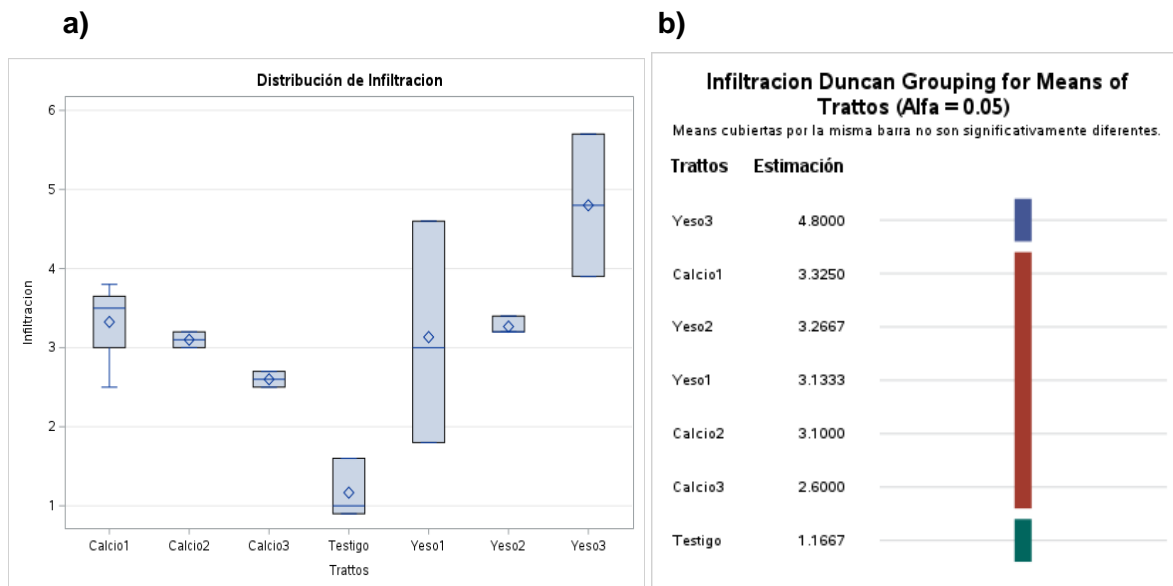 a)
Distribución de Infiltracion
6
5
4
3
2
1
Infiltracion
Calcio1 Calcio2 Calcio3 Testigo Yeso1 Yeso2 Yeso3
Trattos
b)
Infiltracion Duncan Grouping for Means of
Trattos (Alfa = 0.05)
Means cubiertas por la misma barra no son significativamente diferentes.
Trattos Estimación
Yeso3 4.8000
Calcio1 3.3250
Yeso2 3.2667
Yeso1 3.1333
Calcio2 3.1000
Calcio3 2.6000
Testigo 1.1667